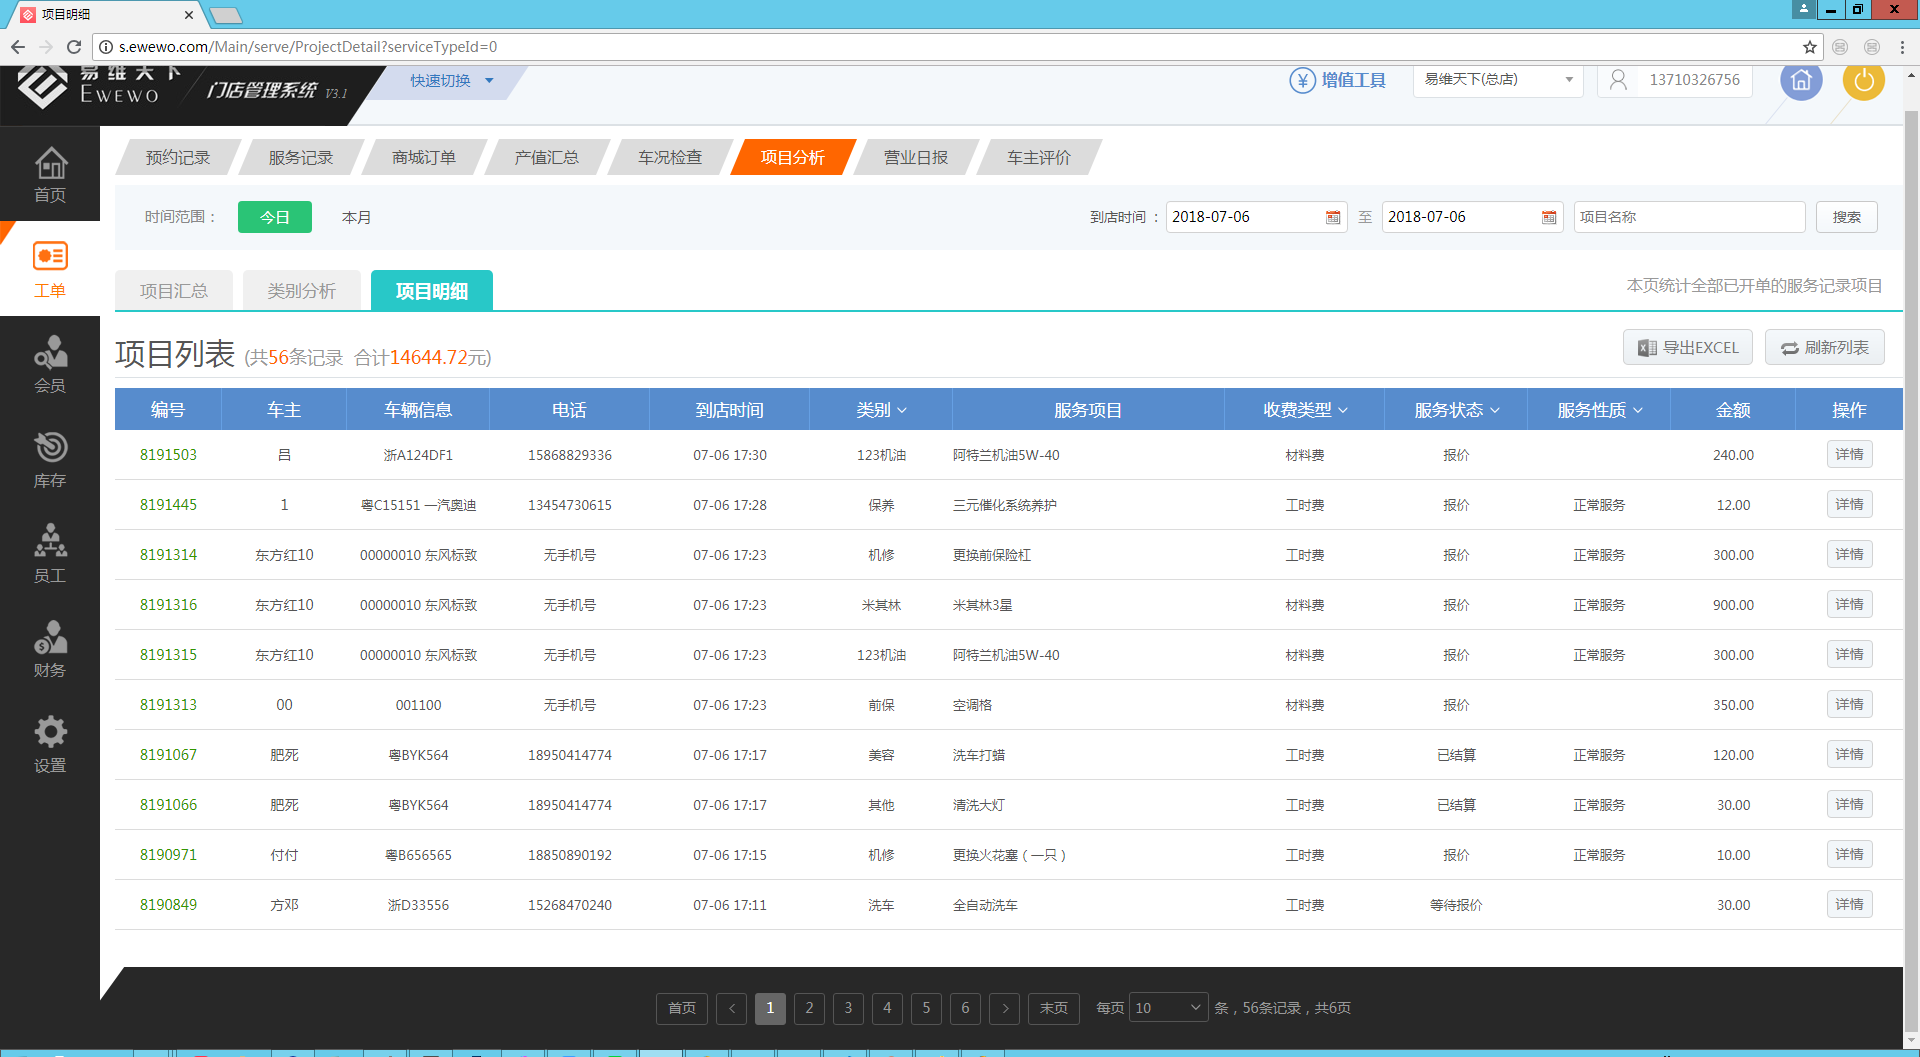 项目明细
s.ewewo.com/Main/serve/ProjectDetail?serviceTypeId=0
易维天下
EWEWO
门店管理系统 V3.1
快速切换
增值工具
易维天下(总店)
13710326756
首页
工单
会员
库存
员工
财务
设置
预约记录 服务记录 商城订单 产值汇总 车况检查 项目分析 营业日报 车主评价
时间范围： 今日 本月 到店时间： 2018-07-06 至 2018-07-06 项目名称 搜索
项目汇总 类别分析 项目明细 本页统计全部已开单的服务记录项目
项目列表 (共56条记录 合计14644.72元) 导出EXCEL 刷新列表
编号 车主 车辆信息 电话 到店时间 类别 服务项目 收费类型 服务状态 服务性质 金额 操作
8191503 吕 浙A124DF1 15868829336 07-06 17:30 123机油 阿特兰机油5W-40 材料费 报价 240.00 详情
8191445 1 粤C15151 一汽奥迪 13454730615 07-06 17:28 保养 三元催化系统养护 工时费 报价 正常服务 12.00 详情
8191314 东方红10 00000010 东风标致 无手机号 07-06 17:23 机修 更换前保险杠 工时费 报价 正常服务 300.00 详情
8191316 东方红10 00000010 东风标致 无手机号 07-06 17:23 米其林 米其林3星 材料费 报价 正常服务 900.00 详情
8191315 东方红10 00000010 东风标致 无手机号 07-06 17:23 123机油 阿特兰机油5W-40 材料费 报价 正常服务 300.00 详情
8191313 00 001100 无手机号 07-06 17:23 前保 空调格 材料费 报价 350.00 详情
8191067 肥死 粤BYK564 18950414774 07-06 17:17 美容 洗车打蜡 工时费 已结算 正常服务 120.00 详情
8191066 肥死 粤BYK564 18950414774 07-06 17:17 其他 清洗大灯 工时费 已结算 正常服务 30.00 详情
8190971 付付 粤B656565 18850890192 07-06 17:15 机修 更换火花塞（一只） 工时费 报价 正常服务 10.00 详情
8190849 方邓 浙D33556 15268470240 07-06 17:11 洗车 全自动洗车 工时费 等待报价 30.00 详情
首页 < 1 2 3 4 5 6 > 末页 每页 10 条，56条记录，共6页